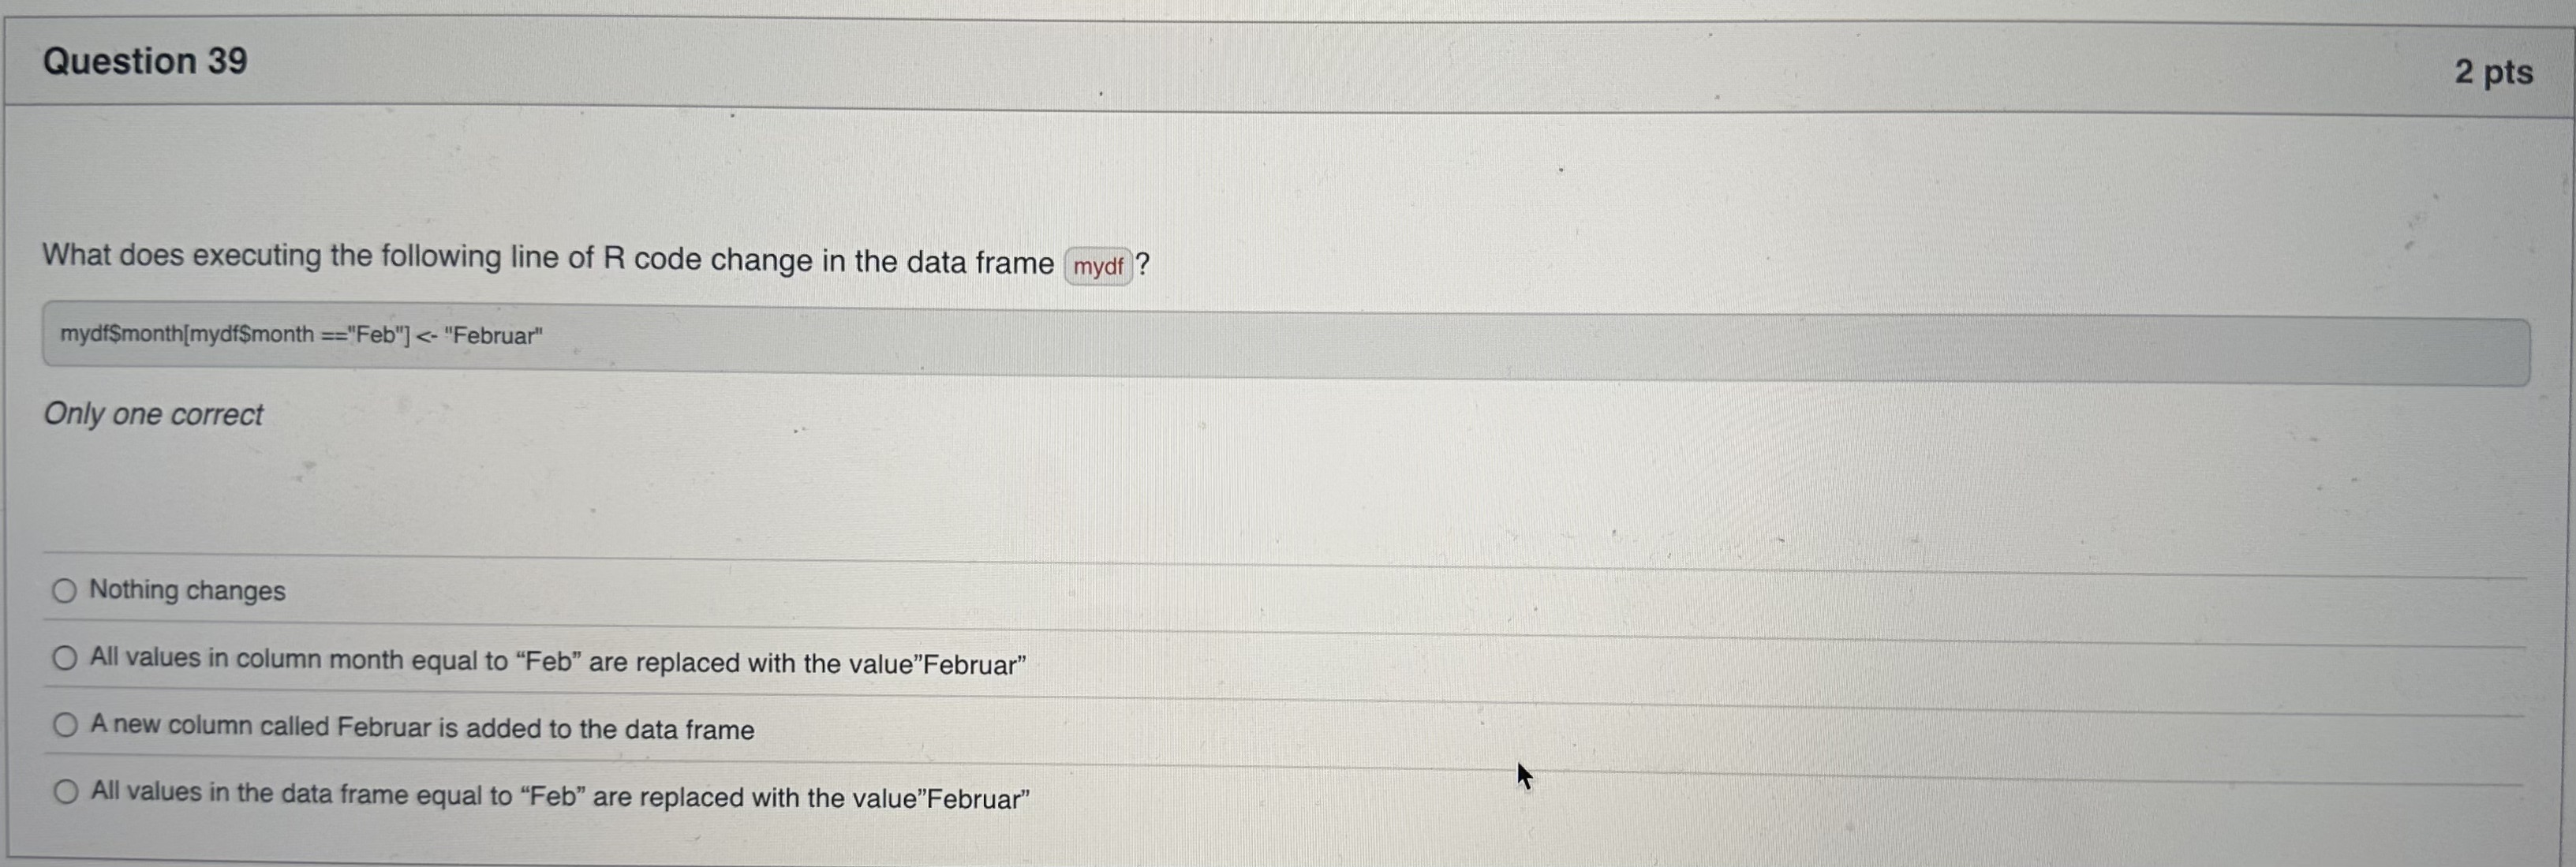 Question 39
2 pts
What does executing the following line of R code change in the data frame mydf ?
mydf$month[mydf$month =="Feb"] <- "Februar"
Only one correct
Nothing changes
All values in column month equal to “Feb” are replaced with the value”Februar”
A new column called Februar is added to the data frame
All values in the data frame equal to “Feb” are replaced with the value”Februar”